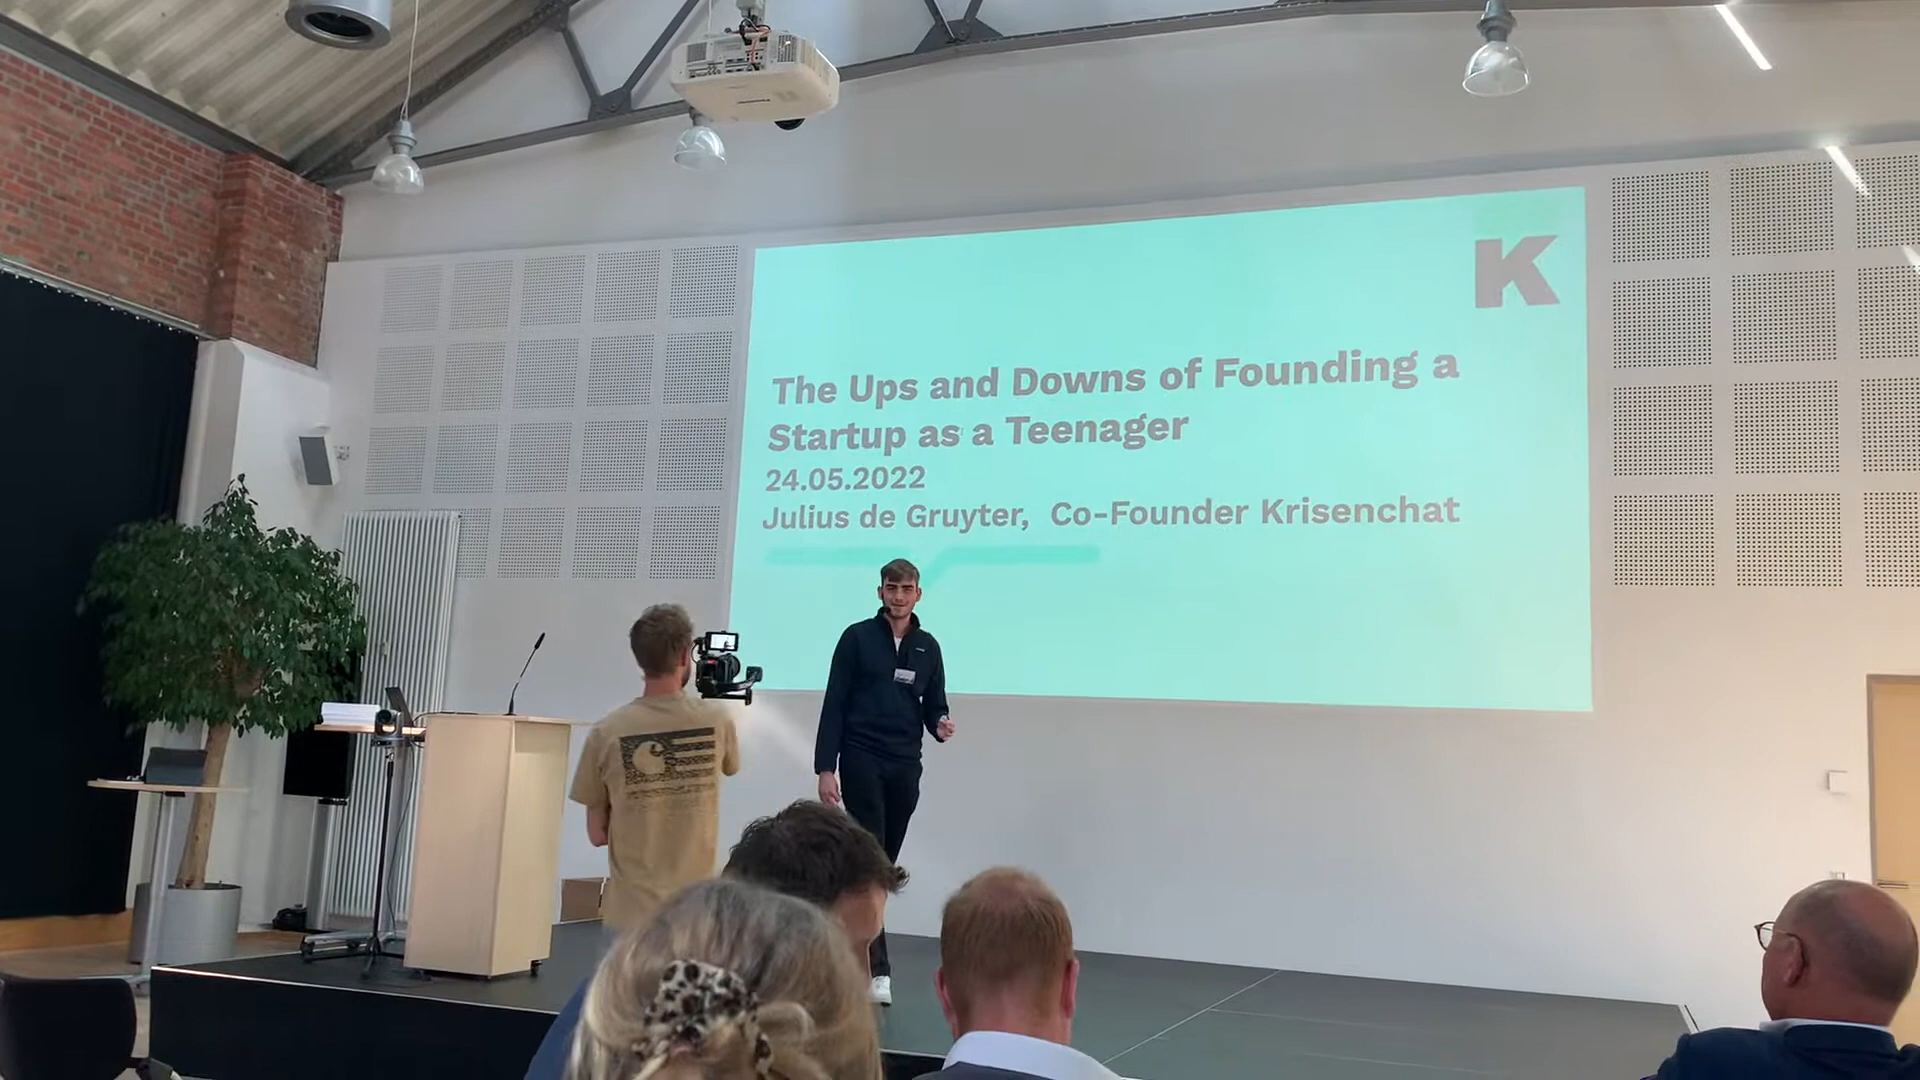 K
The Ups and Downs of Founding a
Startup as a Teenager
24.05.2022
Julius de Gruyter, Co-Founder Krisenchat